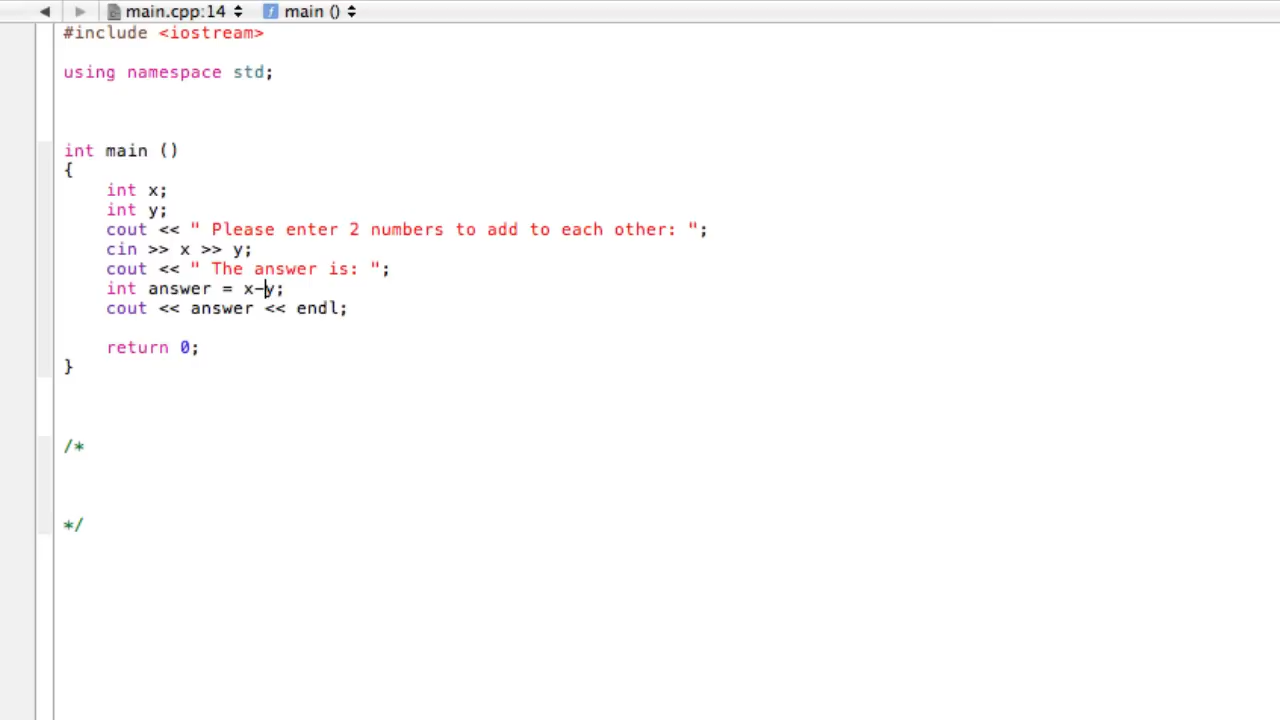 main.cpp:14 main ()
#include <iostream>
using namespace std;
int main ()
{
int x;
int y;
cout << " Please enter 2 numbers to add to each other: ";
cin >> x >> y;
cout << " The answer is: ";
int answer = x-y;
cout << answer << endl;
return 0;
}
/*
*/